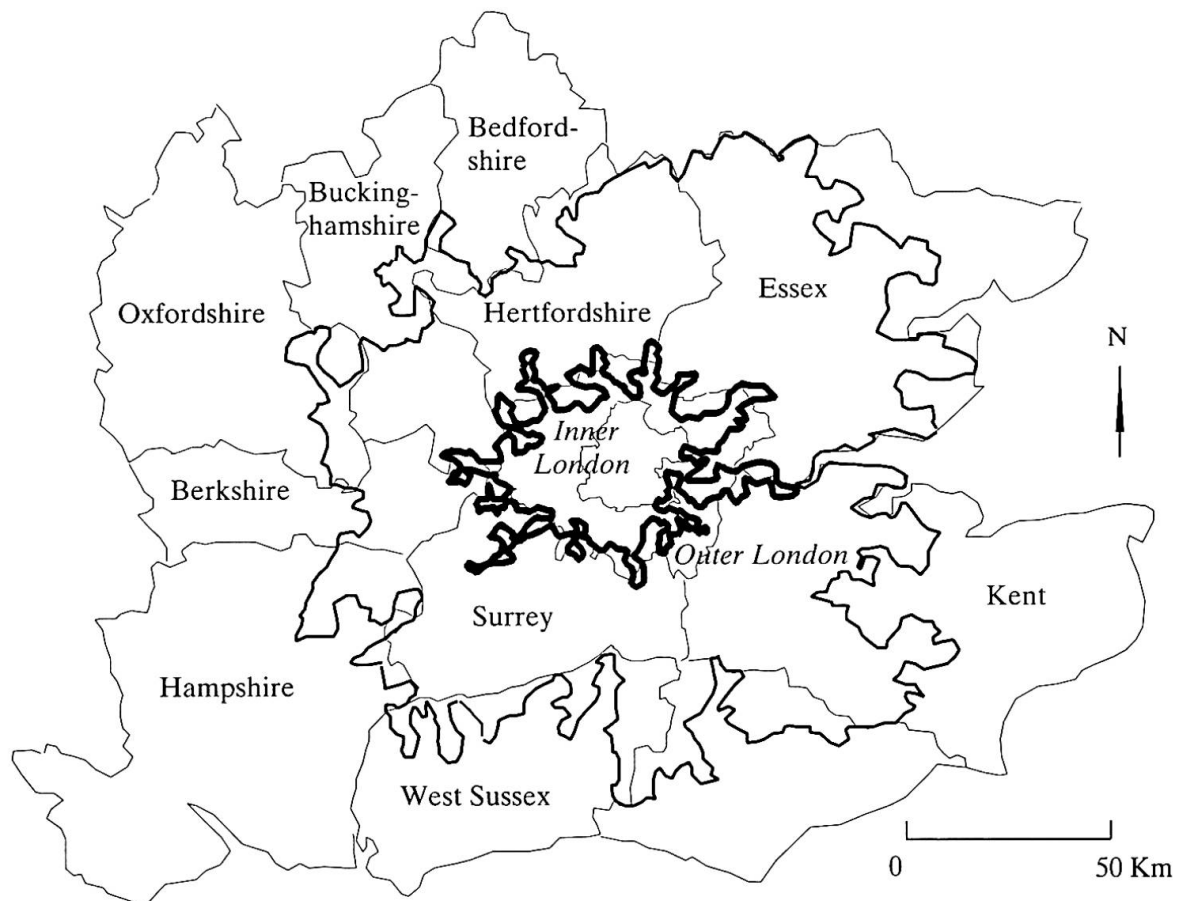 Bedford-
shire
Bucking-
hamshire
Oxfordshire
Hertfordshire
Essex
N
Inner
London
Berkshire
Outer London
Kent
Surrey
Hampshire
West Sussex
0
50 Km